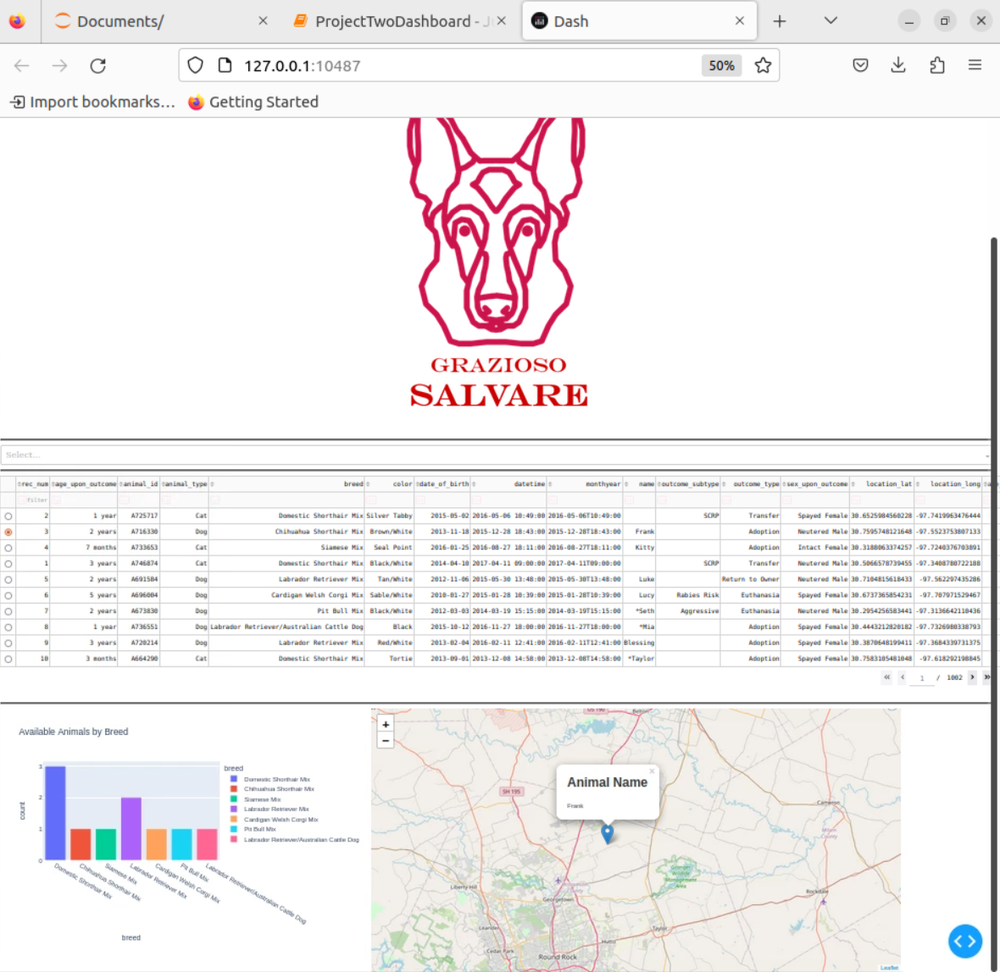 Documents/ ProjectTwoDashboard - J Dash
127.0.0.1:10487 50%
Import bookmarks... Getting Started
GRAZIOSO
SALVARE
Select...
rec_num age_upon_outcome animal_id animal_type breed color date_of_birth datetime monthyear name outcome_subtype outcome_type sex_upon_outcome location_lat location_long
filter
2 1 year A725717 Cat Domestic Shorthair Mix Silver Tabby 2015-05-02 2016-05-06 10:49:00 2016-05-06T10:49:00 SCRP Transfer Spayed Female 30.6525984560228 -97.7419963476444
3 2 years A716330 Dog Chihuahua Shorthair Mix Brown/White 2013-11-18 2015-12-28 18:43:00 2015-12-28T18:43:00 Frank Adoption Neutered Male 30.7595748121648 -97.5523753807133
4 7 months A733653 Cat Siamese Mix Seal Point 2016-01-25 2016-08-27 18:11:00 2016-08-27T18:11:00 Kitty Adoption Intact Female 30.3188063374257 -97.7240376703891
1 3 years A746874 Cat Domestic Shorthair Mix Black/White 2014-04-10 2017-04-11 09:00:00 2017-04-11T09:00:00 SCRP Transfer Neutered Male 30.5066578739455 -97.3408780722188
5 2 years A691584 Dog Labrador Retriever Mix Tan/White 2012-11-06 2015-05-30 13:48:00 2015-05-30T13:48:00 Luke Return to Owner Neutered Male 30.7104815618433 -97.562297435286
6 5 years A696004 Dog Cardigan Welsh Corgi Mix Sable/White 2010-01-27 2015-01-28 10:39:00 2015-01-28T10:39:00 Lucy Rabies Risk Euthanasia Spayed Female 30.6737365854231 -97.707971529467
7 2 years A673830 Dog Pit Bull Mix Black/White 2012-03-03 2014-03-19 15:15:00 2014-03-19T15:15:00 *Seth Aggressive Euthanasia Neutered Male 30.2954256583441 -97.3136642110436
8 1 year A736551 Dog Labrador Retriever/Australian Cattle Dog Black 2015-10-12 2016-11-27 18:00:00 2016-11-27T18:00:00 *Mia Adoption Spayed Female 30.4443212820182 -97.7326980338793
9 3 years A720214 Dog Labrador Retriever Mix Red/White 2013-02-04 2016-02-11 12:41:00 2016-02-11T12:41:00 Blessing Adoption Spayed Female 30.3870648199411 -97.3684339731375
10 3 months A664290 Cat Domestic Shorthair Mix Tortie 2013-09-01 2013-12-08 14:58:00 2013-12-08T14:58:00 *Taylor Adoption Spayed Female 30.7583105481048 -97.618292198845
« ‹ 1 / 1002 › »
Available Animals by Breed
breed
Domestic Shorthair Mix
Chihuahua Shorthair Mix
Siamese Mix
Labrador Retriever Mix
Cardigan Welsh Corgi Mix
Pit Bull Mix
Labrador Retriever/Australian Cattle Dog
3
2
1
0
count
Domestic Shorthair Mix
Chihuahua Shorthair Mix
Siamese Mix
Labrador Retriever Mix
Cardigan Welsh Corgi Mix
Pit Bull Mix
Labrador Retriever/Australian Cattle Dog
breed
+
−
US 190
Belton
SH 195
Animal Name
Frank
×
Cameron
Milam
County
Granger
Wildlife
Management
Area
Liberty Hill
Georgetown
Rockdale
Leander
Taylor
Hutto
Cedar Park
Round Rock
Leaflet